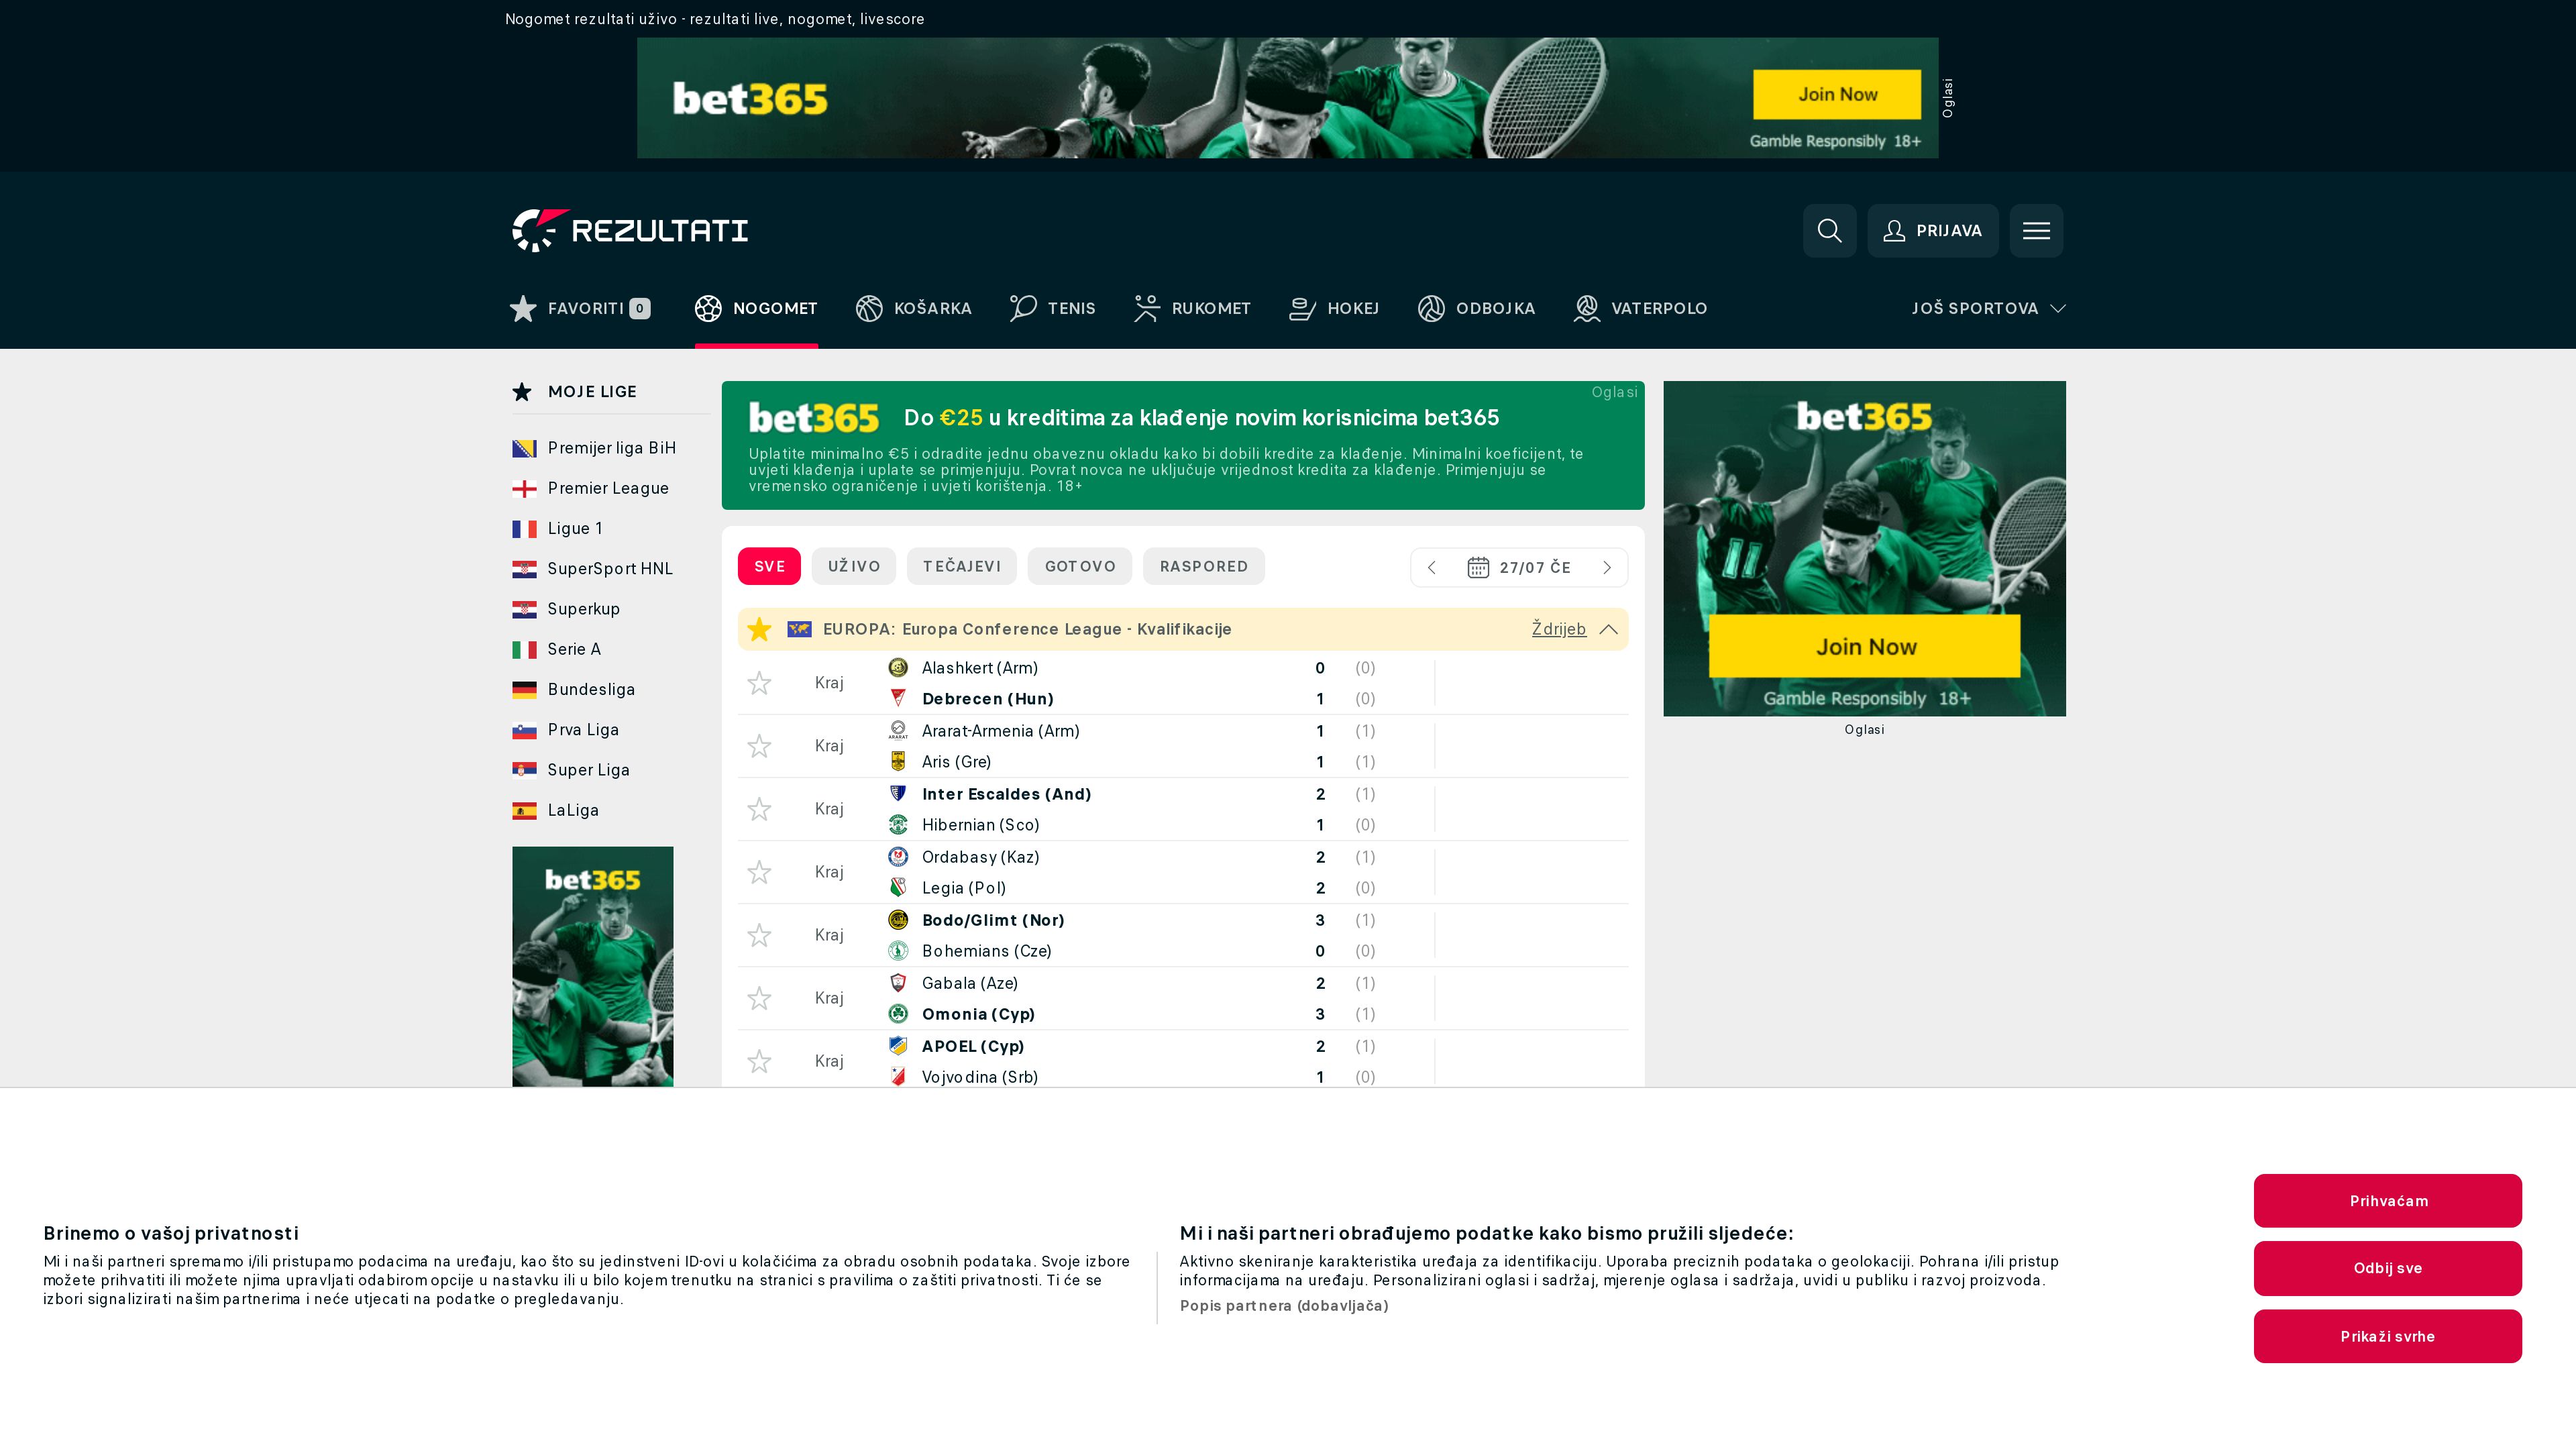 Nogomet rezultati uživo - rezultati live, nogomet, livescore
bet365
Join Now
Gamble Responsibly 18+
Oglasi
REZULTATI
PRIJAVA
FAVORITI 0
NOGOMET
KOŠARKA
TENIS
RUKOMET
HOKEJ
ODBOJKA
VATERPOLO
JOŠ SPORTOVA
MOJE LIGE
Premijer liga BiH
Premier League
Ligue 1
SuperSport HNL
Superkup
Serie A
Bundesliga
Prva Liga
Super Liga
LaLiga
bet365
Oglasi
bet365 Do €25 u kreditima za klađenje novim korisnicima bet365
Uplatite minimalno €5 i odradite jednu obaveznu okladu kako bi dobili kredite za klađenje. Minimalni koeficijent, te
uvjeti klađenja i uplate se primjenjuju. Povrat novca ne uključuje vrijednost kredita za klađenje. Primjenjuju se
vremensko ograničenje i uvjeti korištenja. 18+
SVE
UŽIVO
TEČAJEVI
GOTOVO
RASPORED
27/07 ČE
EUROPA: Europa Conference League - Kvalifikacije
Ždrijeb
Kraj
Alashkert (Arm) 0 (0)
Debrecen (Hun) 1 (0)
Kraj
Ararat-Armenia (Arm) 1 (1)
ARARAT
Aris (Gre) 1 (1)
Kraj
Inter Escaldes (And) 2 (1)
Hibernian (Sco) 1 (0)
Kraj
Ordabasy (Kaz) 2 (1)
Legia (Pol) 2 (0)
Kraj
Bodo/Glimt (Nor) 3 (1)
Bohemians (Cze) 0 (0)
Kraj
Gabala (Aze) 2 (1)
Omonia (Cyp) 3 (1)
Kraj
APOEL (Cyp) 2 (1)
Vojvodina (Srb) 1 (0)
bet365
11
Join Now
Gamble Responsibly 18+
Oglasi
Brinemo o vašoj privatnosti
Mi i naši partneri spremamo i/ili pristupamo podacima na uređaju, kao što su jedinstveni ID-ovi u kolačićima za obradu osobnih podataka. Svoje izbore
možete prihvatiti ili možete njima upravljati odabirom opcije u nastavku ili u bilo kojem trenutku na stranici s pravilima o zaštiti privatnosti. Ti će se
izbori signalizirati našim partnerima i neće utjecati na podatke o pregledavanju.
Mi i naši partneri obrađujemo podatke kako bismo pružili sljedeće:
Aktivno skeniranje karakteristika uređaja za identifikaciju. Uporaba preciznih podataka o geolokaciji. Pohrana i/ili pristup
informacijama na uređaju. Personalizirani oglasi i sadržaj, mjerenje oglasa i sadržaja, uvidi u publiku i razvoj proizvoda.
Popis partnera (dobavljača)
Prihvaćam
Odbij sve
Prikaži svrhe